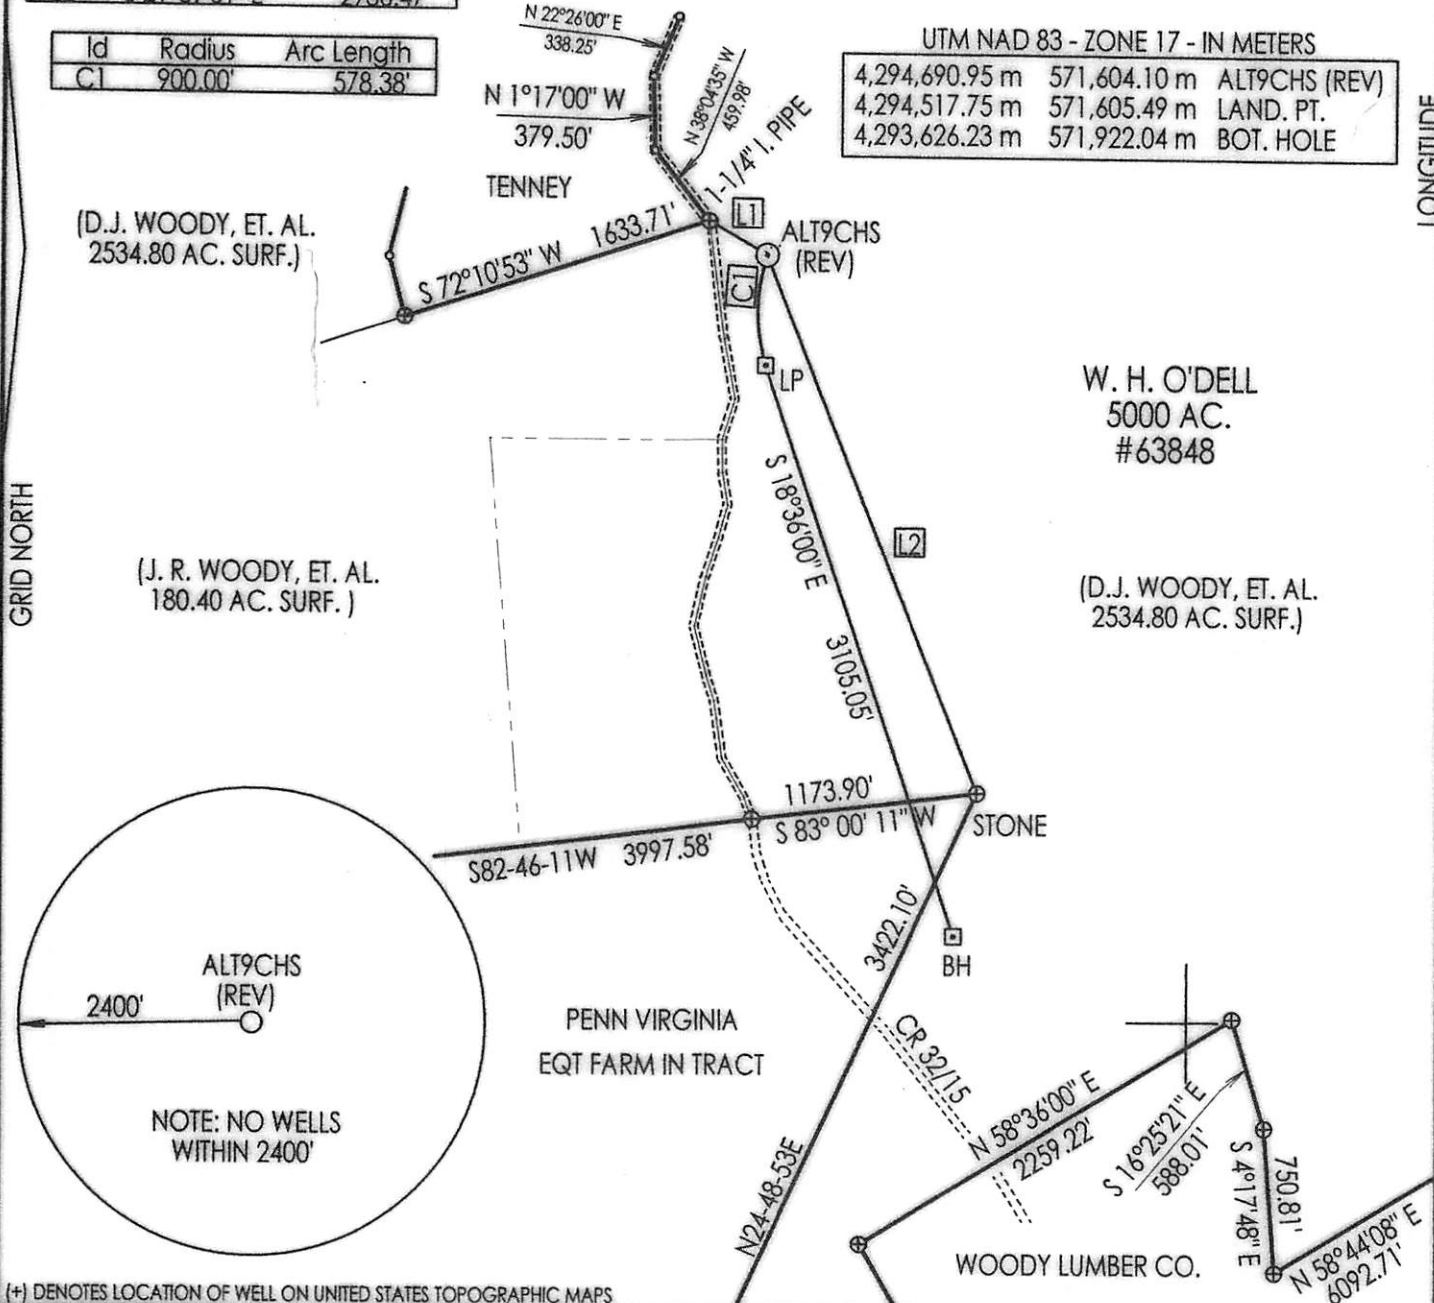 Id Radius Arc Length
C1 900.00' 578.38'
N 22°26'00" E
338.25'
N 1°17'00" W
379.50'
N 38°04'35" W
459.98'
1-1/4" I. PIPE
UTM NAD 83 - ZONE 17 - IN METERS
4,294,690.95 m 571,604.10 m ALT9CHS (REV)
4,294,517.75 m 571,605.49 m LAND. PT.
4,293,626.23 m 571,922.04 m BOT. HOLE
LONGITUDE
TENNEY
(D.J. WOODY, ET. AL.
2534.80 AC. SURF.)
S 72°10'53" W 1633.71'
L1
ALT9CHS
(REV)
C1
LP
W. H. O'DELL
5000 AC.
#63848
GRID NORTH
S 18°36'00" E
3105.05'
L2
(J. R. WOODY, ET. AL.
180.40 AC. SURF. )
(D.J. WOODY, ET. AL.
2534.80 AC. SURF.)
1173.90'
S 83° 00' 11" W
STONE
S82-46-11W 3997.58'
3422.10'
BH
ALT9CHS
(REV)
2400'
NOTE: NO WELLS
WITHIN 2400'
PENN VIRGINIA
EQT FARM IN TRACT
CR 32/15
N24-48-53E
N 58°36'00" E
2259.22'
S 16°25'21" E
588.01'
S 4°17'48" E
750.81'
N 58°44'08" E
6092.71'
WOODY LUMBER CO.
(+) DENOTES LOCATION OF WELL ON UNITED STATES TOPOGRAPHIC MAPS